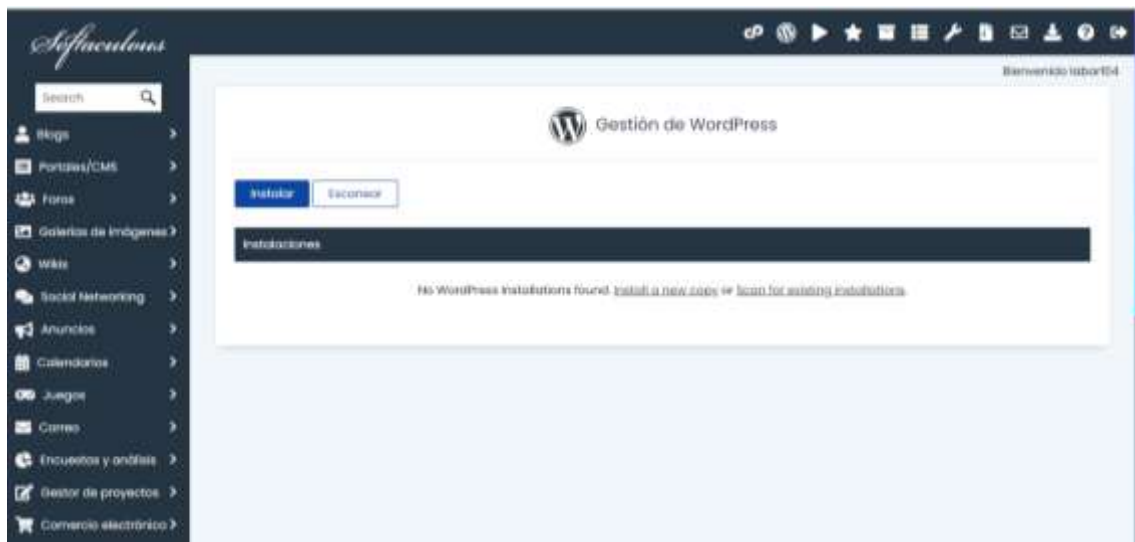 Softaculous
Bienvenido labor104
Search
Gestión de WordPress
Blogs
Portales/CMS
Foros
Instalar
Escanear
Galerías de imágenes
Instalaciones
Wikis
No WordPress Installations found. Install a new copy or Scan for existing installations.
Social Networking
Anuncios
Calendarios
Juegos
Correo
Encuestas y análisis
Gestor de proyectos
Comercio electrónico